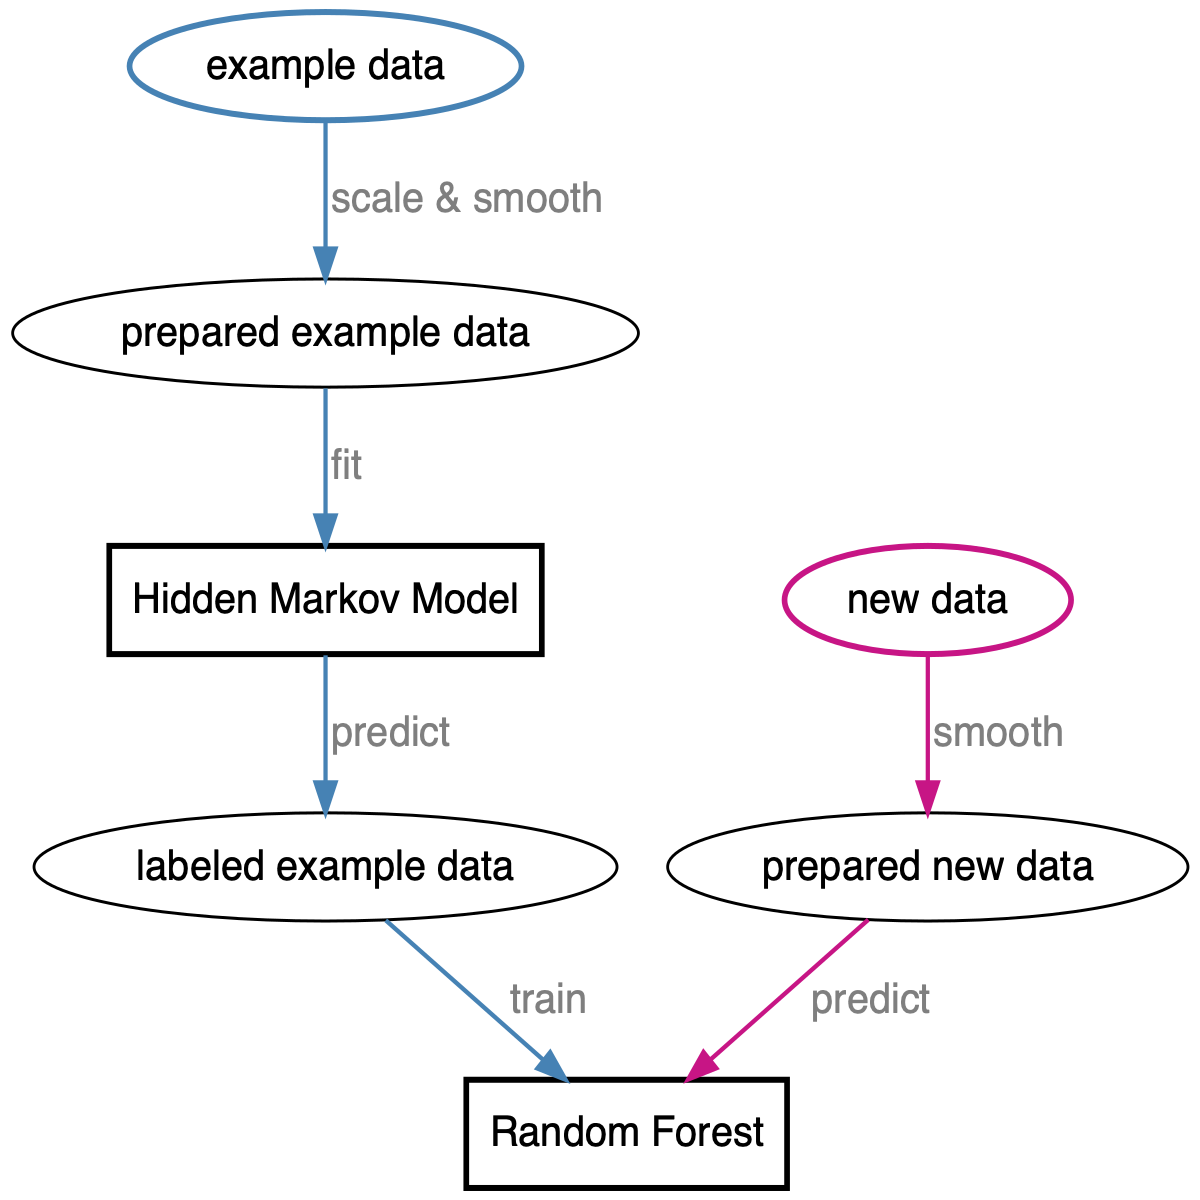 example data
scale & smooth
prepared example data
fit
Hidden Markov Model
new data
predict
smooth
labeled example data
prepared new data
train
predict
Random Forest